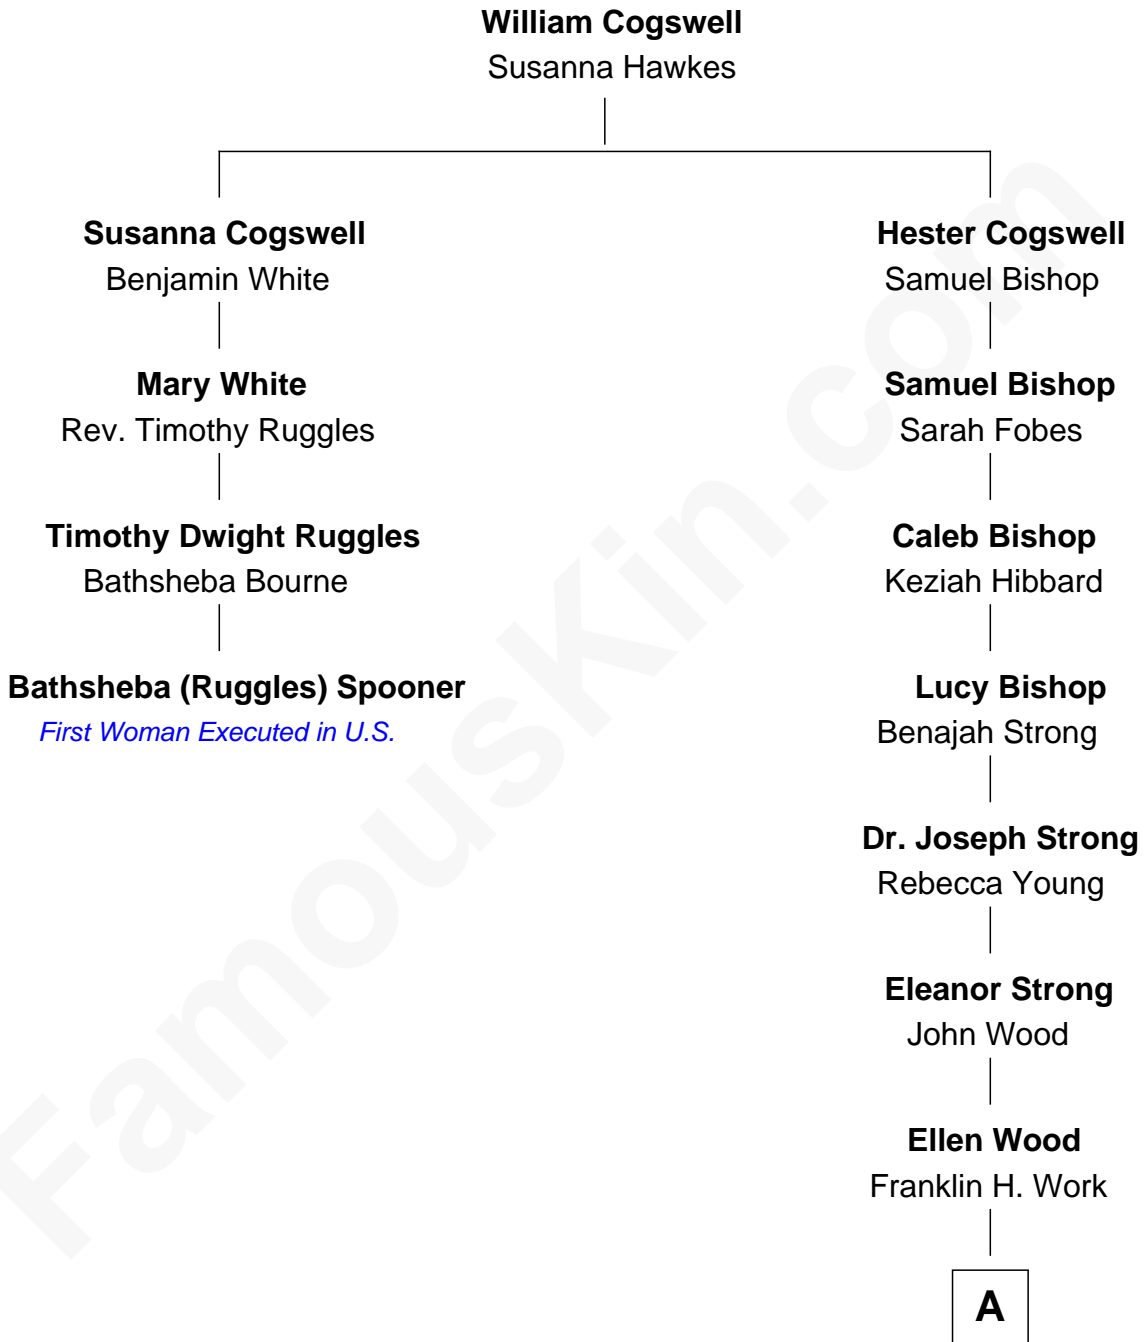 William Cogswell
Susanna Hawkes
Susanna Cogswell
Benjamin White
Hester Cogswell
Samuel Bishop
Mary White
Rev. Timothy Ruggles
Samuel Bishop
Sarah Fobes
Timothy Dwight Ruggles
Bathsheba Bourne
Caleb Bishop
Keziah Hibbard
Bathsheba (Ruggles) Spooner
First Woman Executed in U.S.
Lucy Bishop
Benajah Strong
Dr. Joseph Strong
Rebecca Young
Eleanor Strong
John Wood
Ellen Wood
Franklin H. Work
A
FamousKin.com